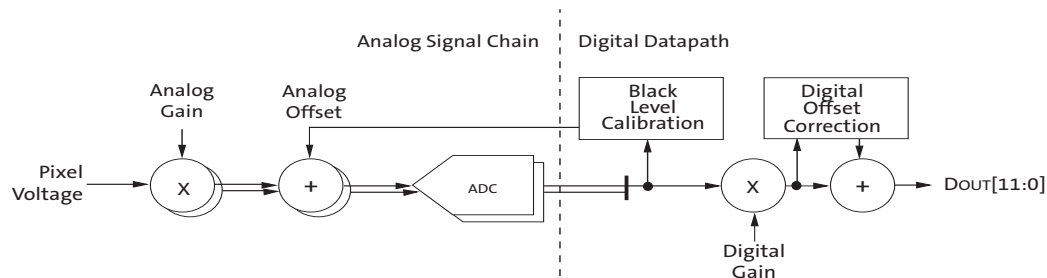 Analog Signal Chain
Digital Datapath
Analog
Gain
Analog
Offset
Black
Level
Calibration
Digital
Offset
Correction
Pixel
Voltage
x
+
ADC
x
+
DOUT[11:0]
Digital
Gain